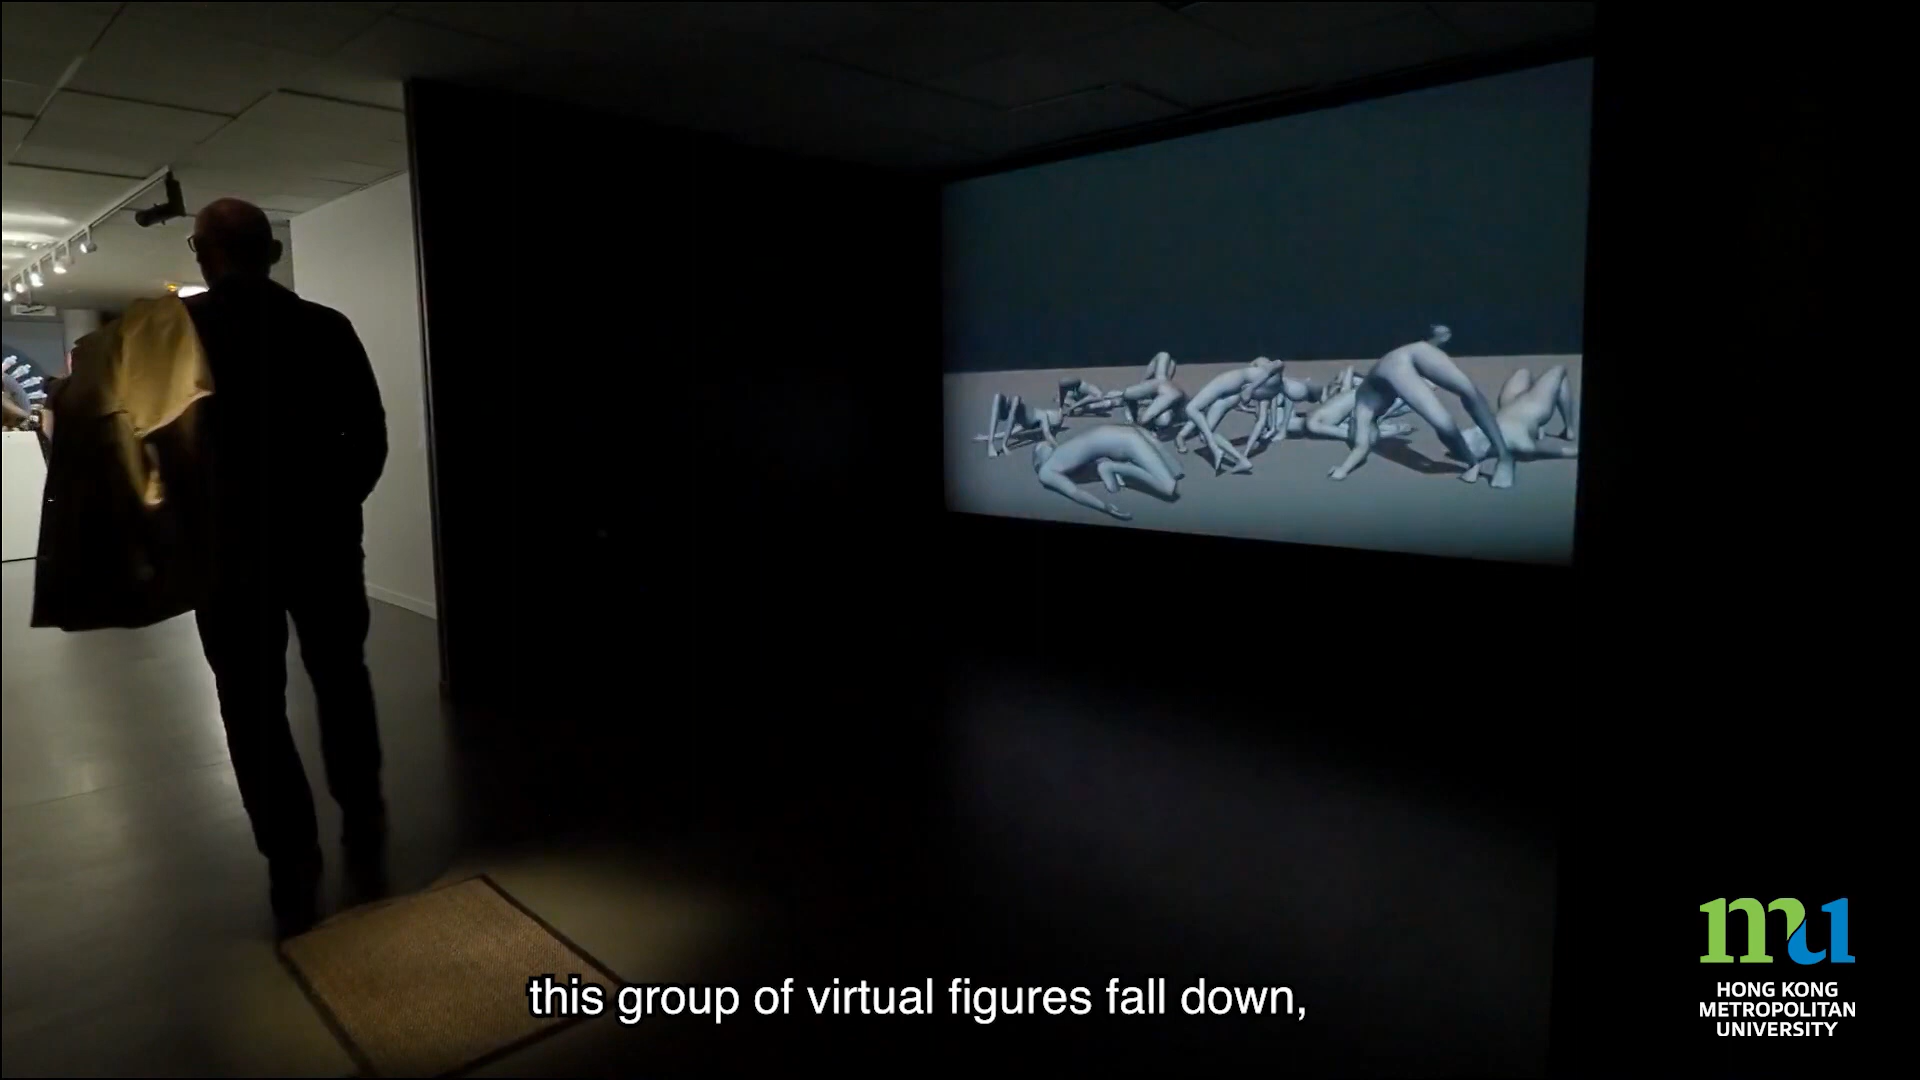 this group of virtual figures fall down,
mu
HONG KONG
METROPOLITAN
UNIVERSITY